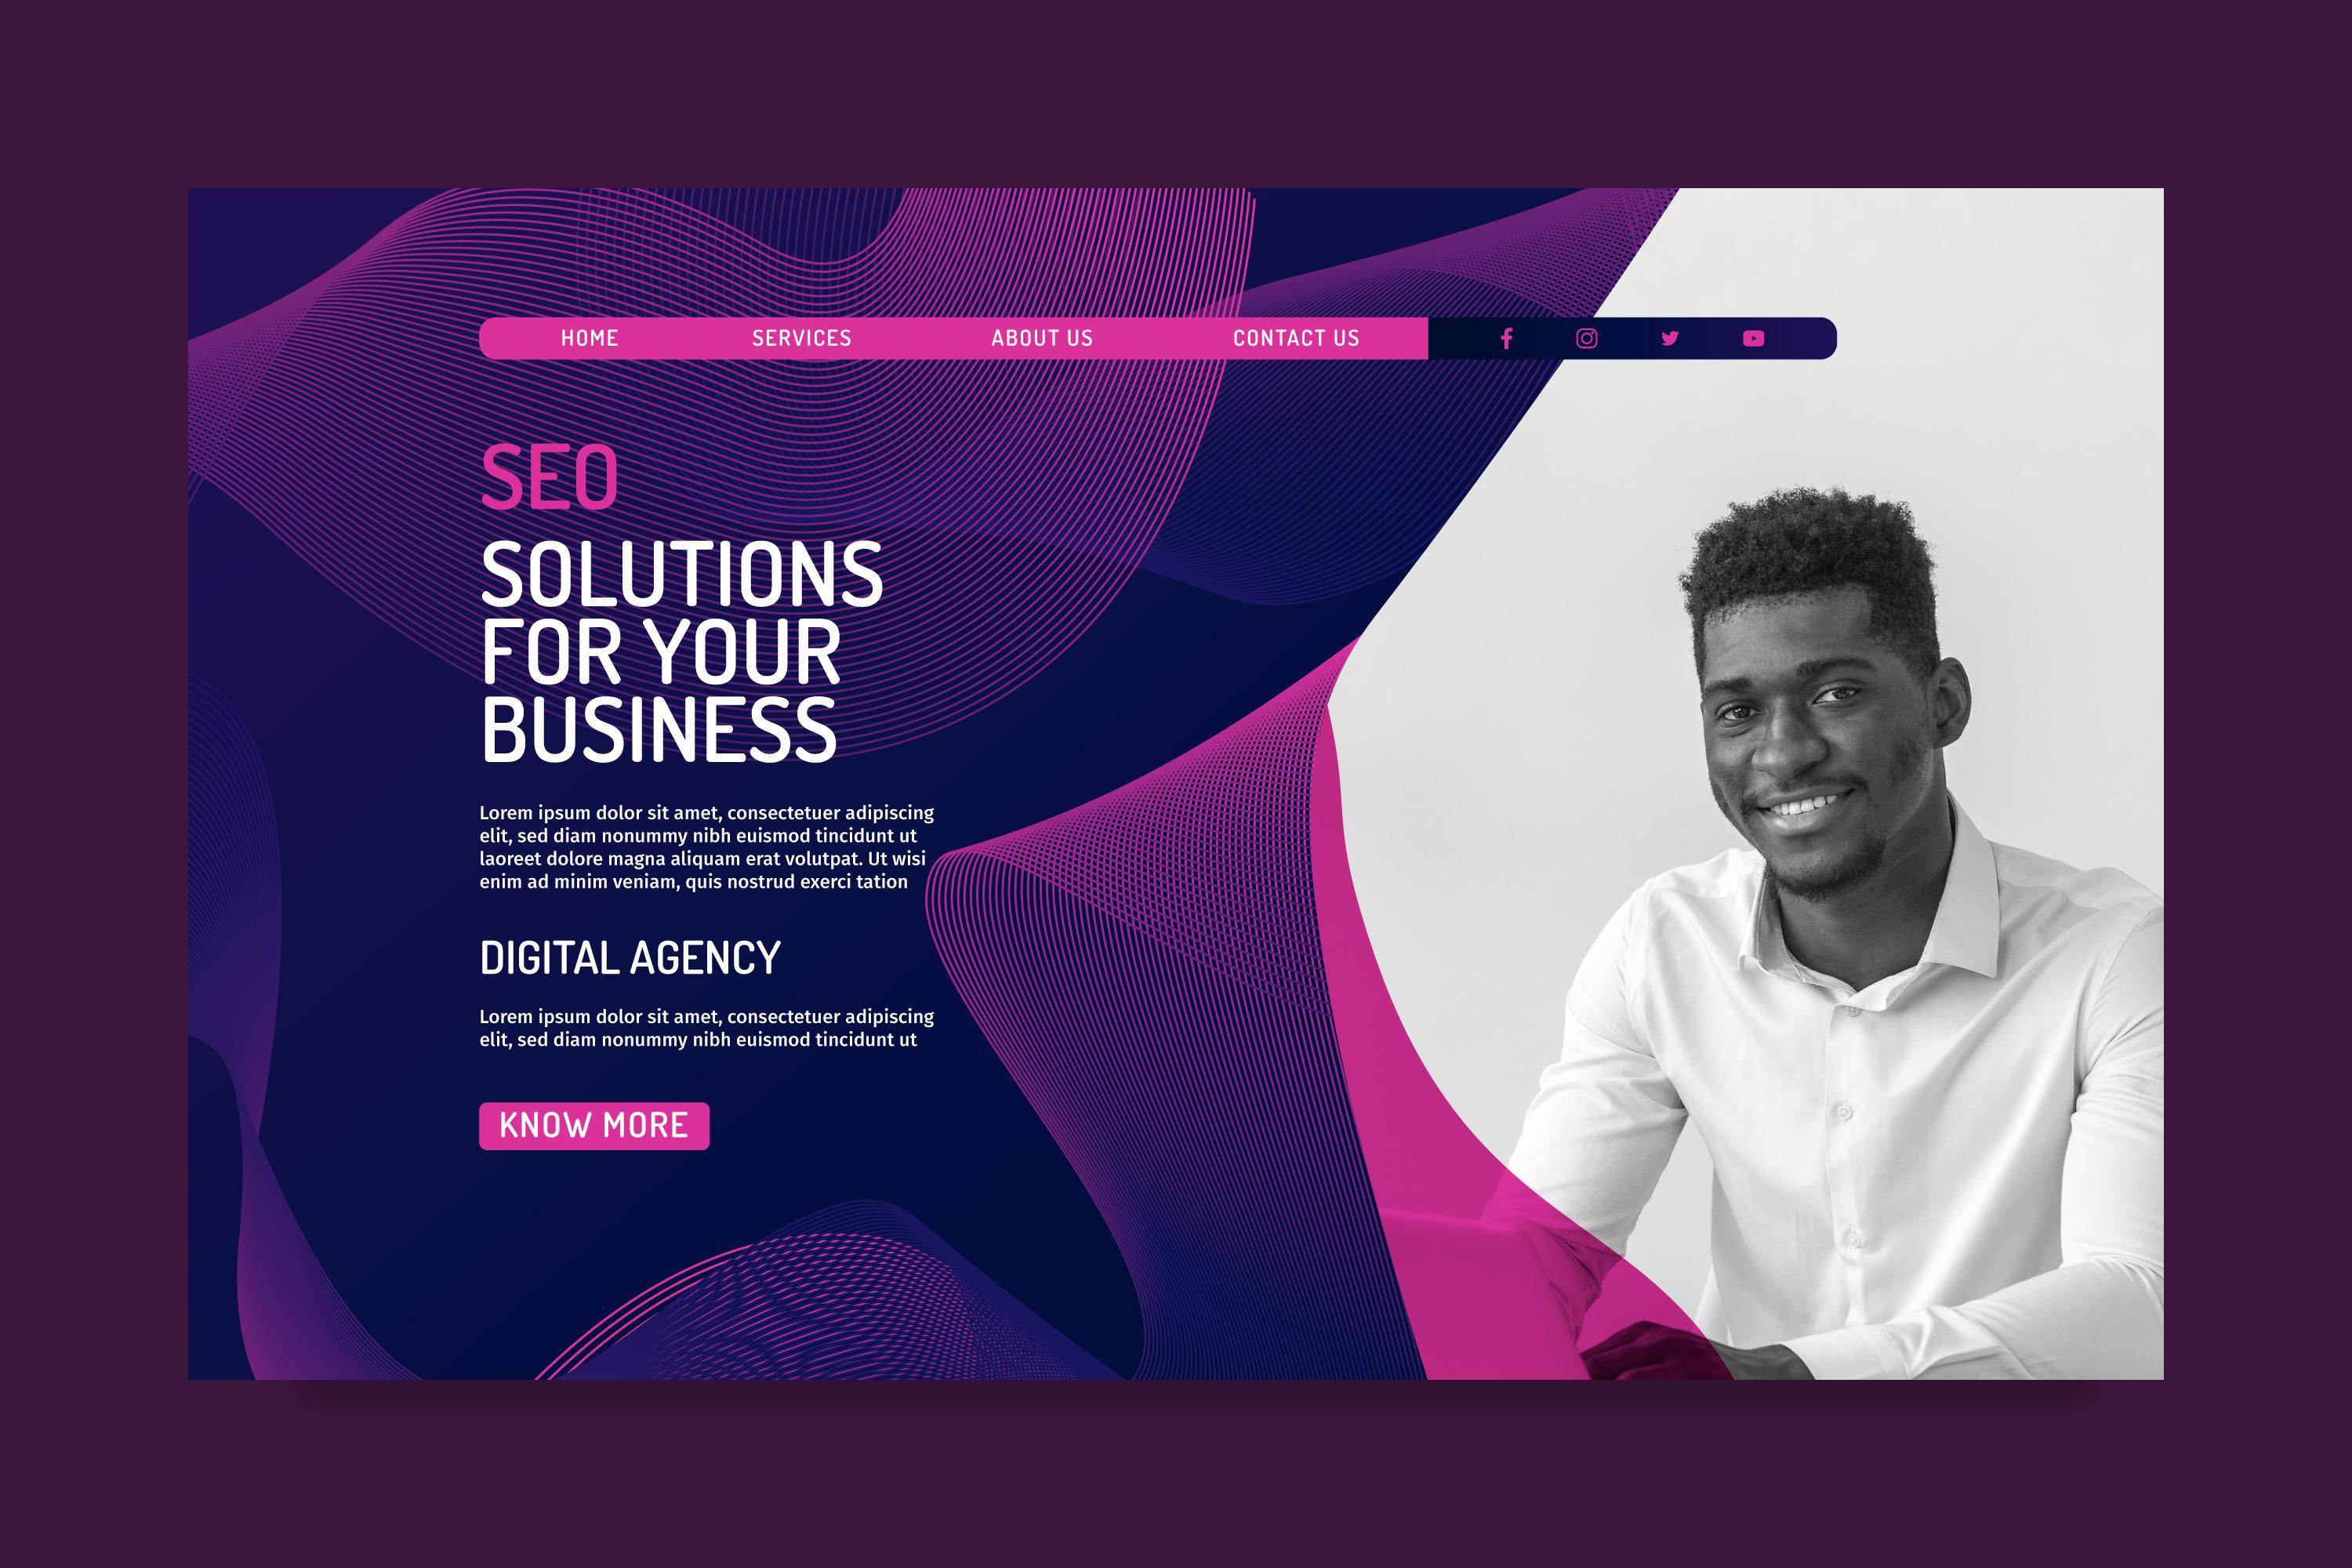 HOME SERVICES ABOUT US CONTACT US
SEO
SOLUTIONS
FOR YOUR
BUSINESS
Lorem ipsum dolor sit amet, consectetuer adipiscing
elit, sed diam nonummy nibh euismod tincidunt ut
laoreet dolore magna aliquam erat volutpat. Ut wisi
enim ad minim veniam, quis nostrud exerci tation
DIGITAL AGENCY
Lorem ipsum dolor sit amet, consectetuer adipiscing
elit, sed diam nonummy nibh euismod tincidunt ut
KNOW MORE